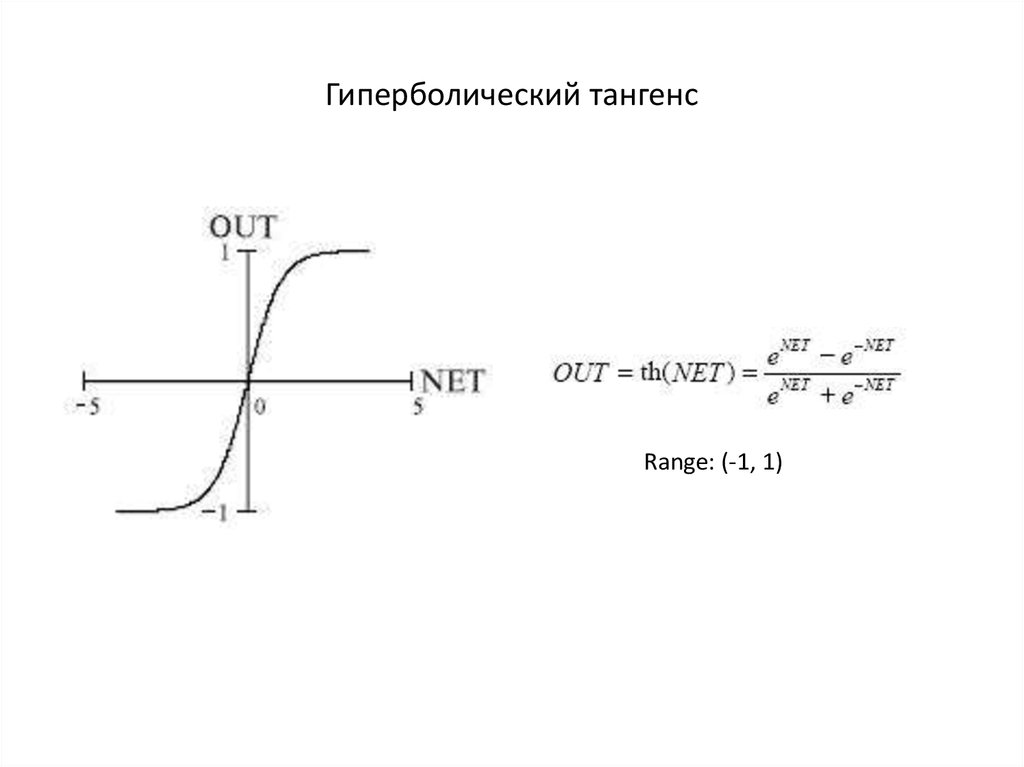 Гиперболический тангенс
OUT
1
NET
-5
0
5
-1
OUT = th(NET) = e^NET − e^−NET / e^NET + e^−NET
Range: (-1, 1)